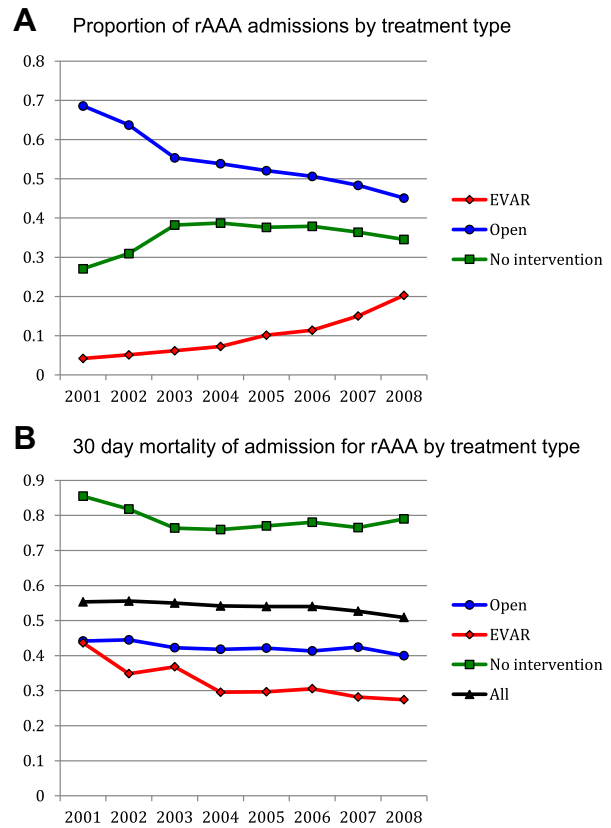 A
Proportion of rAAA admissions by treatment type
0.8
0.7
0.6
0.5
0.4
0.3
0.2
0.1
0
2001 2002 2003 2004 2005 2006 2007 2008
EVAR
Open
No intervention
B
30 day mortality of admission for rAAA by treatment type
0.9
0.8
0.7
0.6
0.5
0.4
0.3
0.2
0.1
0
2001 2002 2003 2004 2005 2006 2007 2008
Open
EVAR
No intervention
All